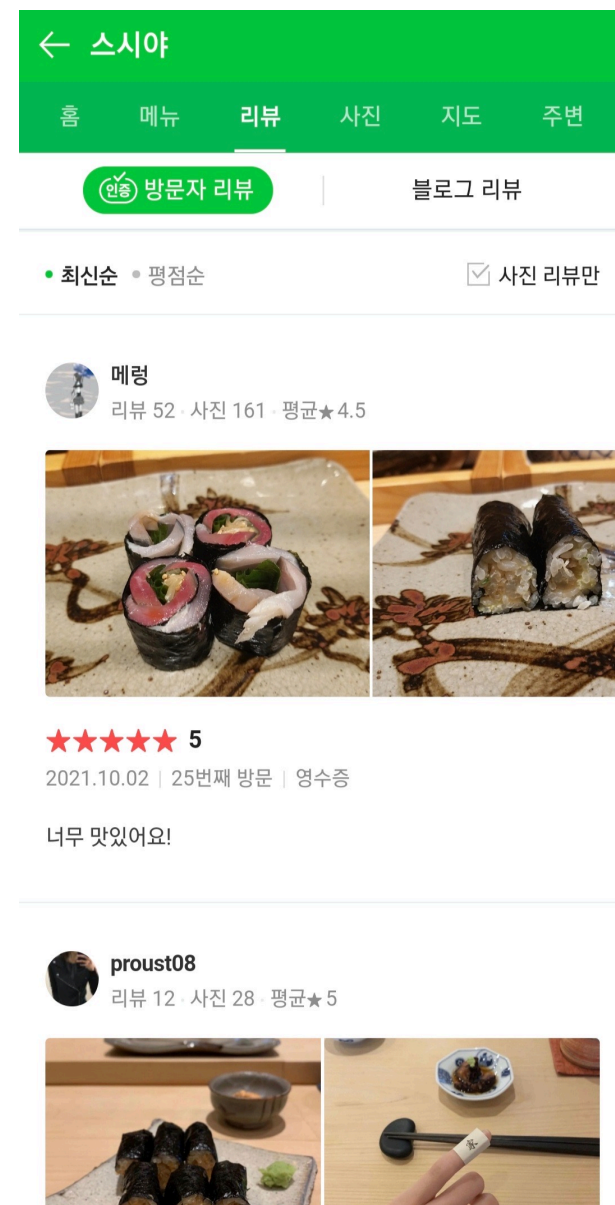 ← 스시야
홈 메뉴 리뷰 사진 지도 주변
인증 방문자 리뷰 블로그 리뷰
• 최신순 • 평점순 사진 리뷰만
메렁
리뷰 52 · 사진 161 · 평균★4.5
★★★★★ 5
2021.10.02 | 25번째 방문 | 영수증
너무 맛있어요!
proust08
리뷰 12 · 사진 28 · 평균★5